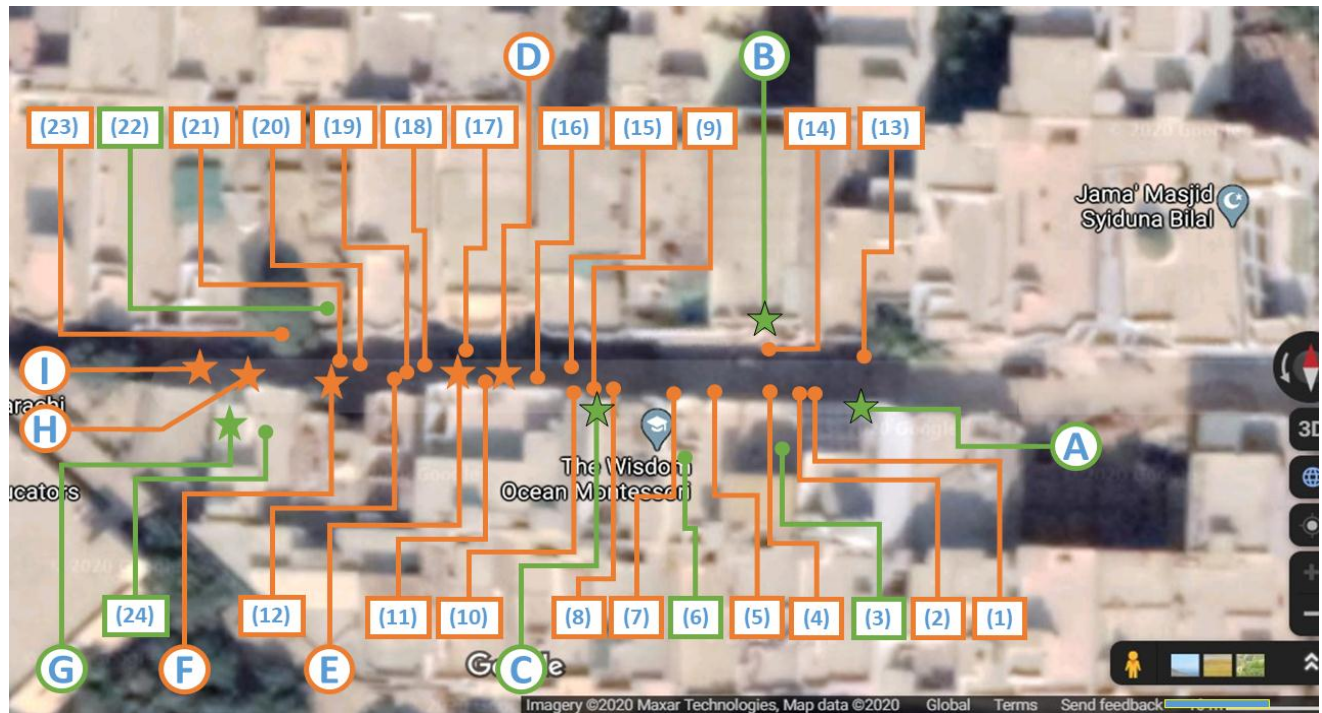 D
B
(23)
(22)
(21)
(20)
(19)
(18)
(17)
(16)
(15)
(9)
(14)
(13)
© 2020 Google
Jama' Masjid
Syiduna Bilal
I
H
arachi
ucators
The Wisdom
Ocean Montessori
A
3D
(24)
(12)
(11)
(10)
(8)
(7)
(6)
(5)
(4)
(3)
(2)
(1)
G
F
E
C
Google
Imagery ©2020 Maxar Technologies, Map data ©2020 Global Terms Send feedback